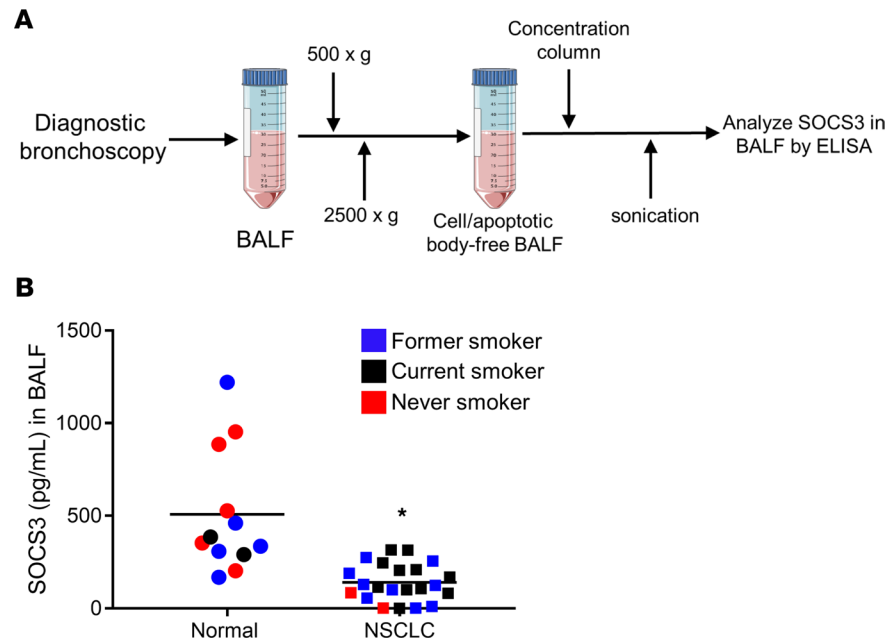 A
Diagnostic
bronchoscopy
BALF
500 x g
2500 x g
Cell/apoptotic
body-free BALF
Concentration
column
sonication
Analyze SOCS3 in
BALF by ELISA
B
SOCS3 (pg/mL) in BALF
1500
1000
500
0
Former smoker
Current smoker
Never smoker
*
Normal
NSCLC